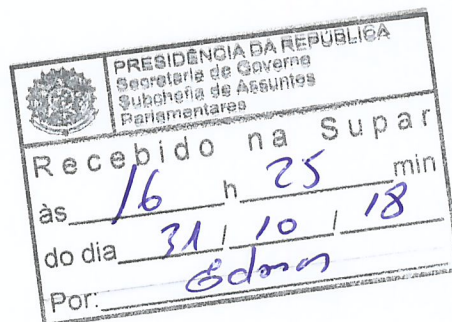 PRESIDÊNCIA DA REPÚBLICA
Secretaria de Governo
Subchefia de Assuntos
Parlamentares
Recebido na Supar
às 16 h 25 min
do dia 31 / 10 / 18
Por: